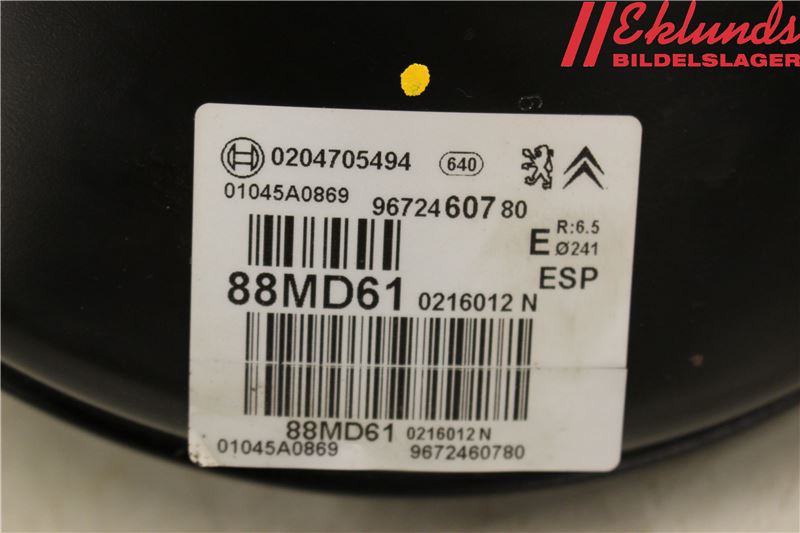 Eklunds
BILDELSLAGER
0204705494 640
01045A0869 9672460780
E R:6.5
Ø241
ESP
88MD61 0216012 N
88MD61 0216012 N
01045A0869 9672460780